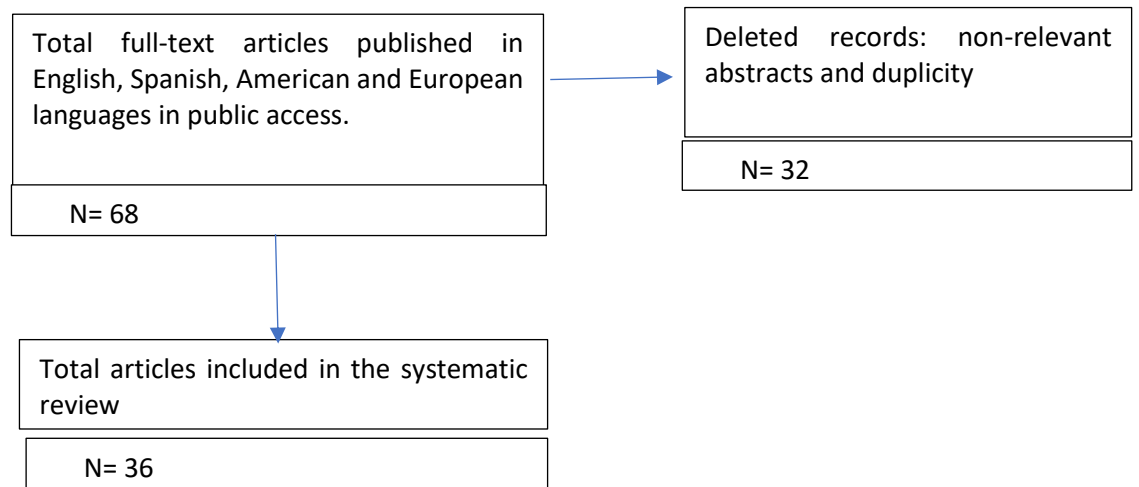 Total full-text articles published in
English, Spanish, American and European
languages in public access.
N= 68
Deleted records: non-relevant
abstracts and duplicity
N= 32
Total articles included in the systematic
review
N= 36